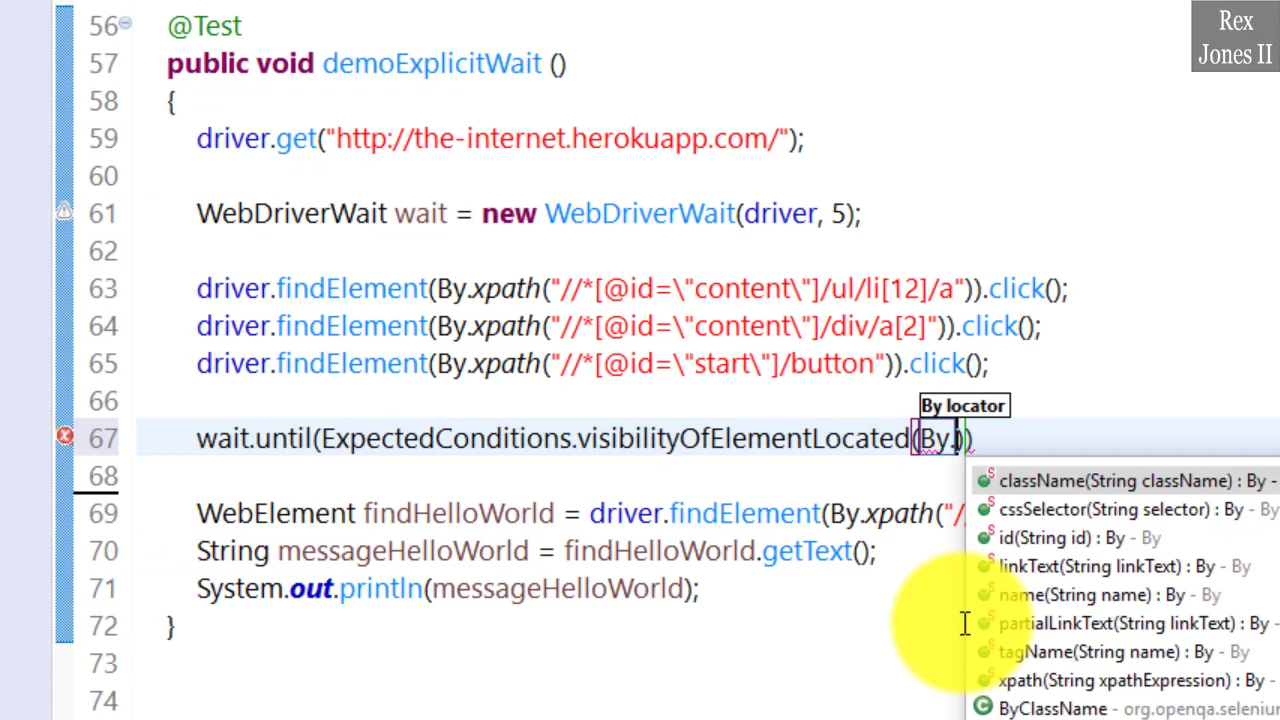 Rex
Jones II
56 @Test
57 public void demoExplicitWait ()
58 {
59 driver.get("http://the-internet.herokuapp.com/");
60
61 WebDriverWait wait = new WebDriverWait(driver, 5);
62
63 driver.findElement(By.xpath("//*[@id=\"content\"]/ul/li[12]/a")).click();
64 driver.findElement(By.xpath("//*[@id=\"content\"]/div/a[2]")).click();
65 driver.findElement(By.xpath("//*[@id=\"start\"]/button")).click();
66
By locator
67 wait.until(ExpectedConditions.visibilityOfElementLocated(By.))
68
className(String className) : By -
cssSelector(String selector) : By - By
id(String id) : By - By
linkText(String linkText) : By - By
name(String name) : By - By
partialLinkText(String linkText) : By -
tagName(String name) : By - By
xpath(String xpathExpression) : By -
ByClassName - org.openqa.selenium
69 WebElement findHelloWorld = driver.findElement(By.xpath("/
70 String messageHelloWorld = findHelloWorld.getText();
71 System.out.println(messageHelloWorld);
72 }
73
74